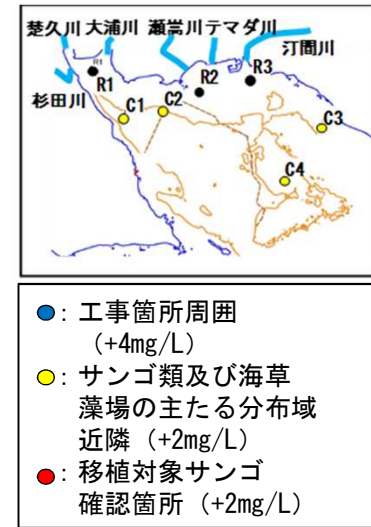 楚久川 大浦川 瀬嵩川 テマダ川 汀間川
杉田川
R1
R1
R2
R3
C1
C2
C3
C4
●: 工事箇所周囲
(+4mg/L)
●: サンゴ類及び海草
藻場の主たる分布域
近隣 (+2mg/L)
●: 移植対象サンゴ
確認箇所 (+2mg/L)